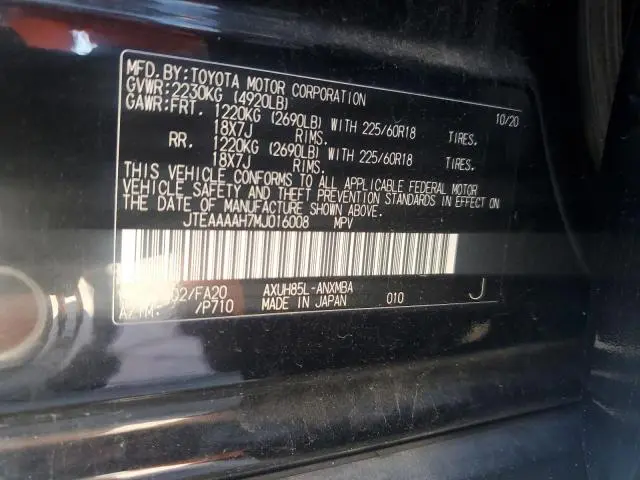 MFD. BY: TOYOTA MOTOR CORPORATION 10/20
GVWR: 2230KG (4920LB)
GAWR: FRT. 1220KG (2690LB) WITH 225/60R18 TIRES.
18X7J RIMS.
RR. 1220KG (2690LB) WITH 225/60R18 TIRES.
18X7J RIMS.
THIS VEHICLE CONFORMS TO ALL APPLICABLE FEDERAL MOTOR
VEHICLE SAFETY AND THEFT PREVENTION STANDARDS IN EFFECT ON
THE DATE OF MANUFACTURE SHOWN ABOVE.
JTEAAAAH7MJ016008 MPV
/FA20 AXUH85L-ANXMBA J
/P710 MADE IN JAPAN 010